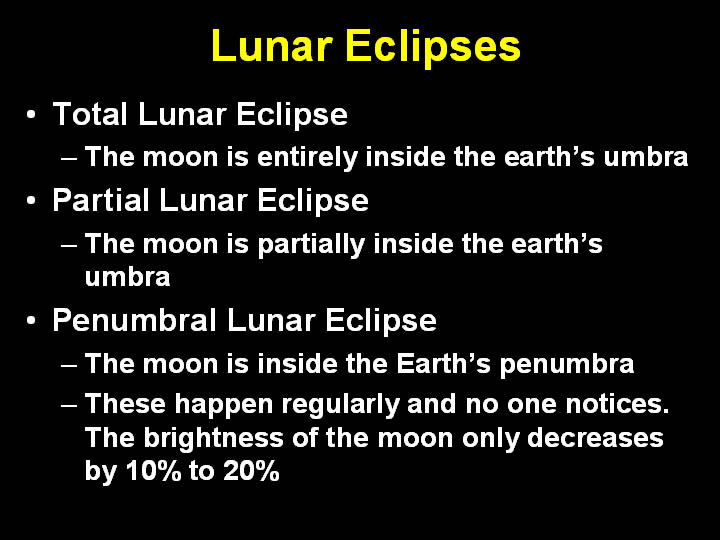 Lunar Eclipses
• Total Lunar Eclipse
– The moon is entirely inside the earth’s umbra
• Partial Lunar Eclipse
– The moon is partially inside the earth’s
umbra
• Penumbral Lunar Eclipse
– The moon is inside the Earth’s penumbra
– These happen regularly and no one notices.
The brightness of the moon only decreases
by 10% to 20%